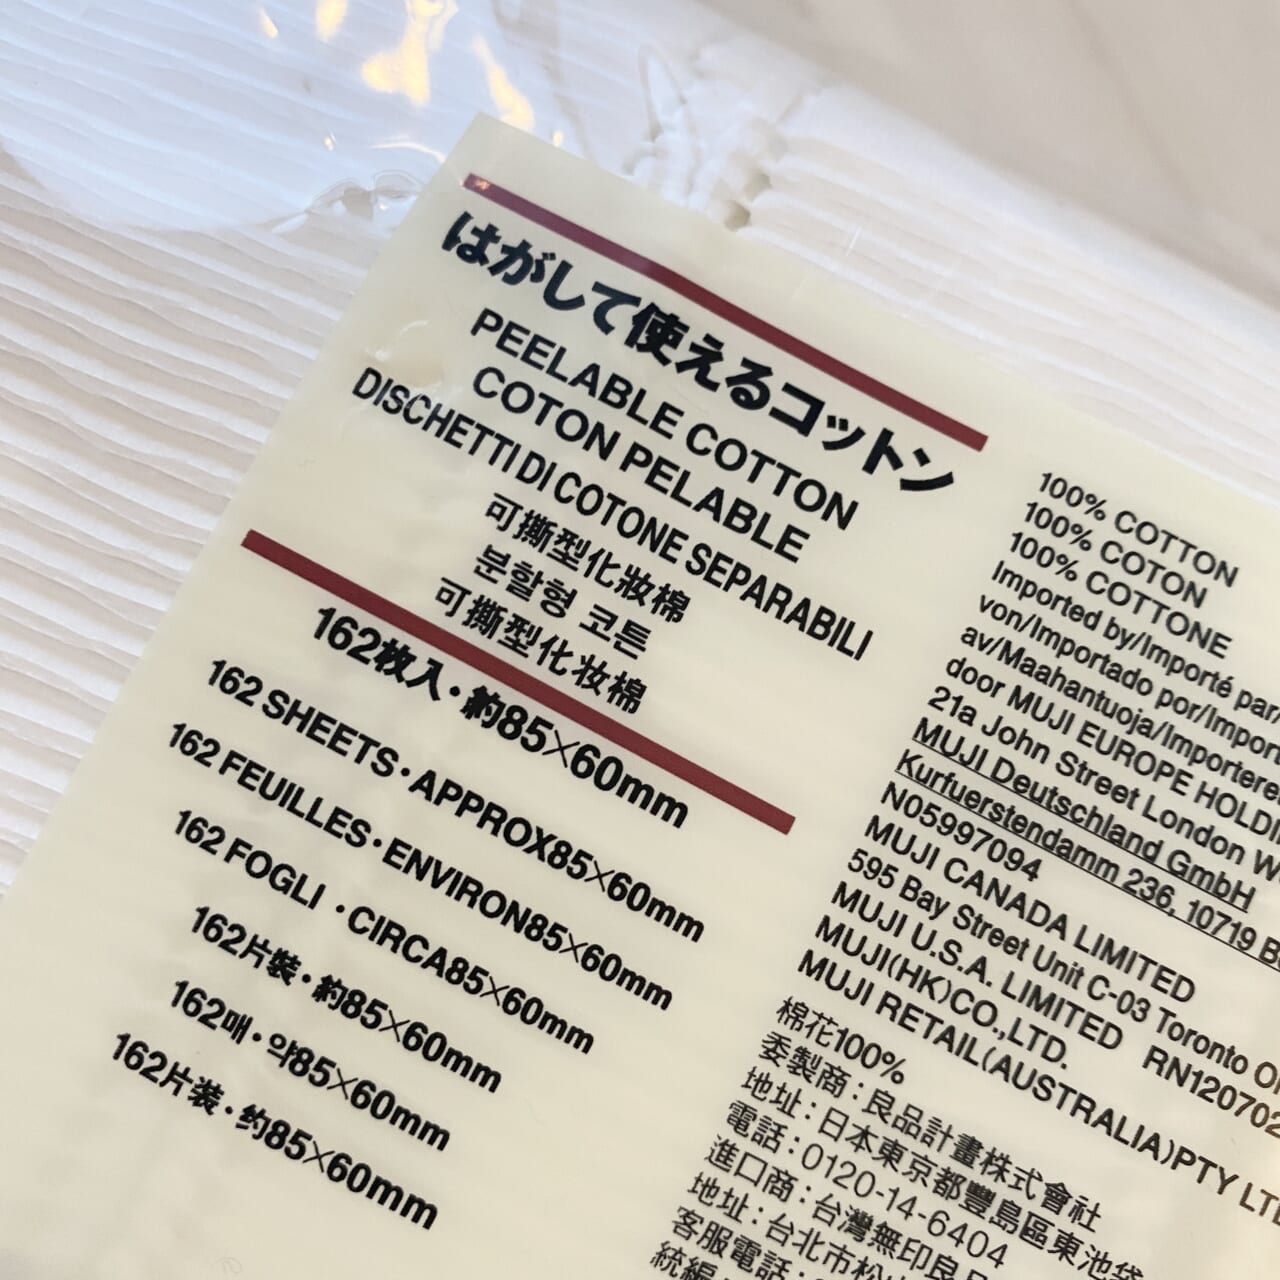 はがして使えるコットン
PEELABLE COTTON
COTON PELABLE
DISCHETTI DI COTONE SEPARABILI
可撕型化妝棉
분할형 코튼
可撕型化妆棉
162枚入・約85×60mm
162 SHEETS・APPROX85×60mm
162 FEUILLES・ENVIRON85×60mm
162 FOGLI ・CIRCA85×60mm
162片裝・約85×60mm
162매・약85×60mm
162片装・约85×60mm
100% COTTON
100% COTON
100% COTTONE
Imported by/Importé par/
von/Importado por/Import
av/Maahantuoja/Importere
door MUJI EUROPE HOLDI
21a John Street London W
MUJI Deutschland GmbH
Kurfuerstendamm 236, 10719 B
N05997094
MUJI CANADA LIMITED
595 Bay Street Unit C-03 Toronto O
MUJI U.S.A. LIMITED RN120702
MUJI(HK)CO.,LTD.
MUJI RETAIL(AUSTRALIA)PTY LT
棉花100%
委製商：良品計畫株式會社
地址：日本東京都豐島區東池袋
電話：0120-14-6404
進口商：台灣無印良品
地址：台北市松山
客服電話：
統編：